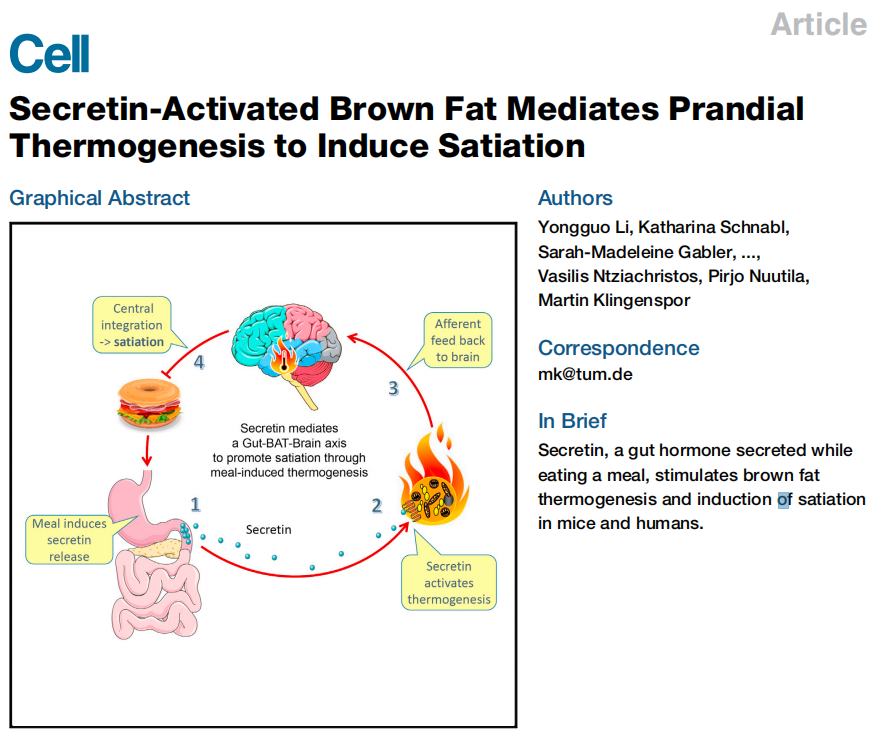 Article
Cell
Secretin-Activated Brown Fat Mediates Prandial
Thermogenesis to Induce Satiation
Graphical Abstract
Central
integration
-> satiation
4
Afferent
feed back
to brain
3
Secretin mediates
a Gut-BAT-Brain axis
to promote satiation through
meal-induced thermogenesis
1
Meal induces
secretin
release
Secretin
2
Secretin
activates
thermogenesis
Authors
Yongguo Li, Katharina Schnabl,
Sarah-Madeleine Gabler, ...,
Vasilis Ntziachristos, Pirjo Nuutila,
Martin Klingenspor
Correspondence
mk@tum.de
In Brief
Secretin, a gut hormone secreted while
eating a meal, stimulates brown fat
thermogenesis and induction of satiation
in mice and humans.